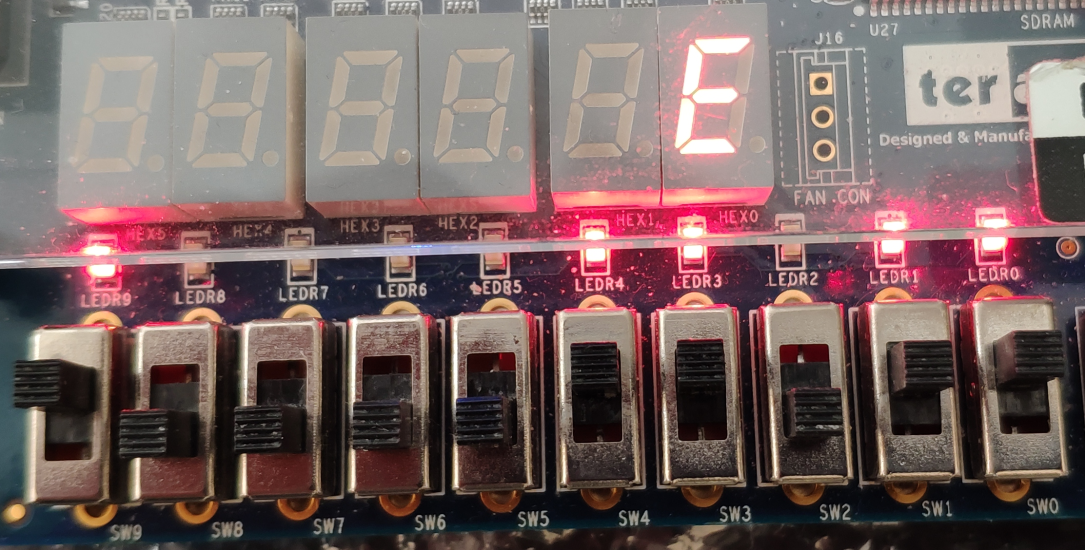 U27
SDRAM
J16
E
ter
Designed & Manufa
FAN CON
HEX5 HEX4 HEX3 HEX2 HEX1 HEX0
LEDR9 LEDR8 LEDR7 LEDR6 LEDR5 LEDR4 LEDR3 LEDR2 LEDR1 LEDR0
SW9 SW8 SW7 SW6 SW5 SW4 SW3 SW2 SW1 SW0